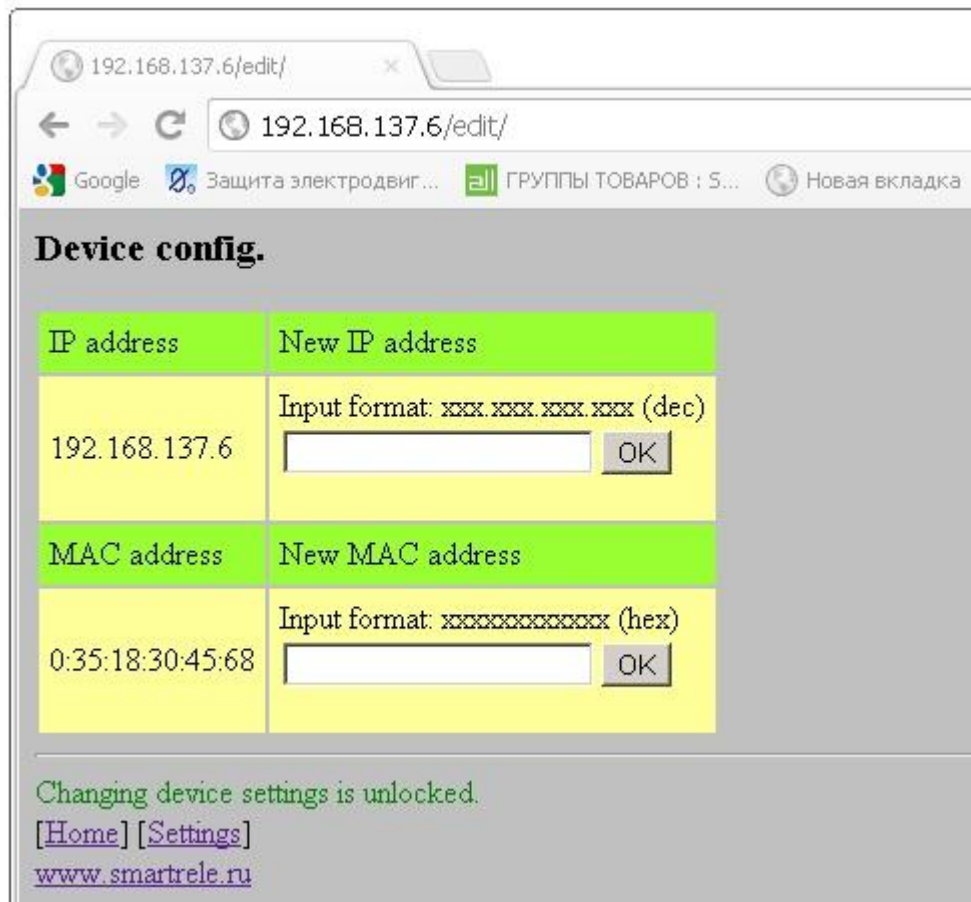 192.168.137.6/edit/
192.168.137.6/edit/
Google Защита электродвиг... ГРУППЫ ТОВАРОВ : S... Новая вкладка
Device config.
IP address New IP address
Input format: xxx.xxx.xxx.xxx (dec)
192.168.137.6 OK
MAC address New MAC address
Input format: xxxxxxxxxxxx (hex)
0:35:18:30:45:68 OK
Changing device settings is unlocked.
[Home] [Settings]
www.smartrele.ru